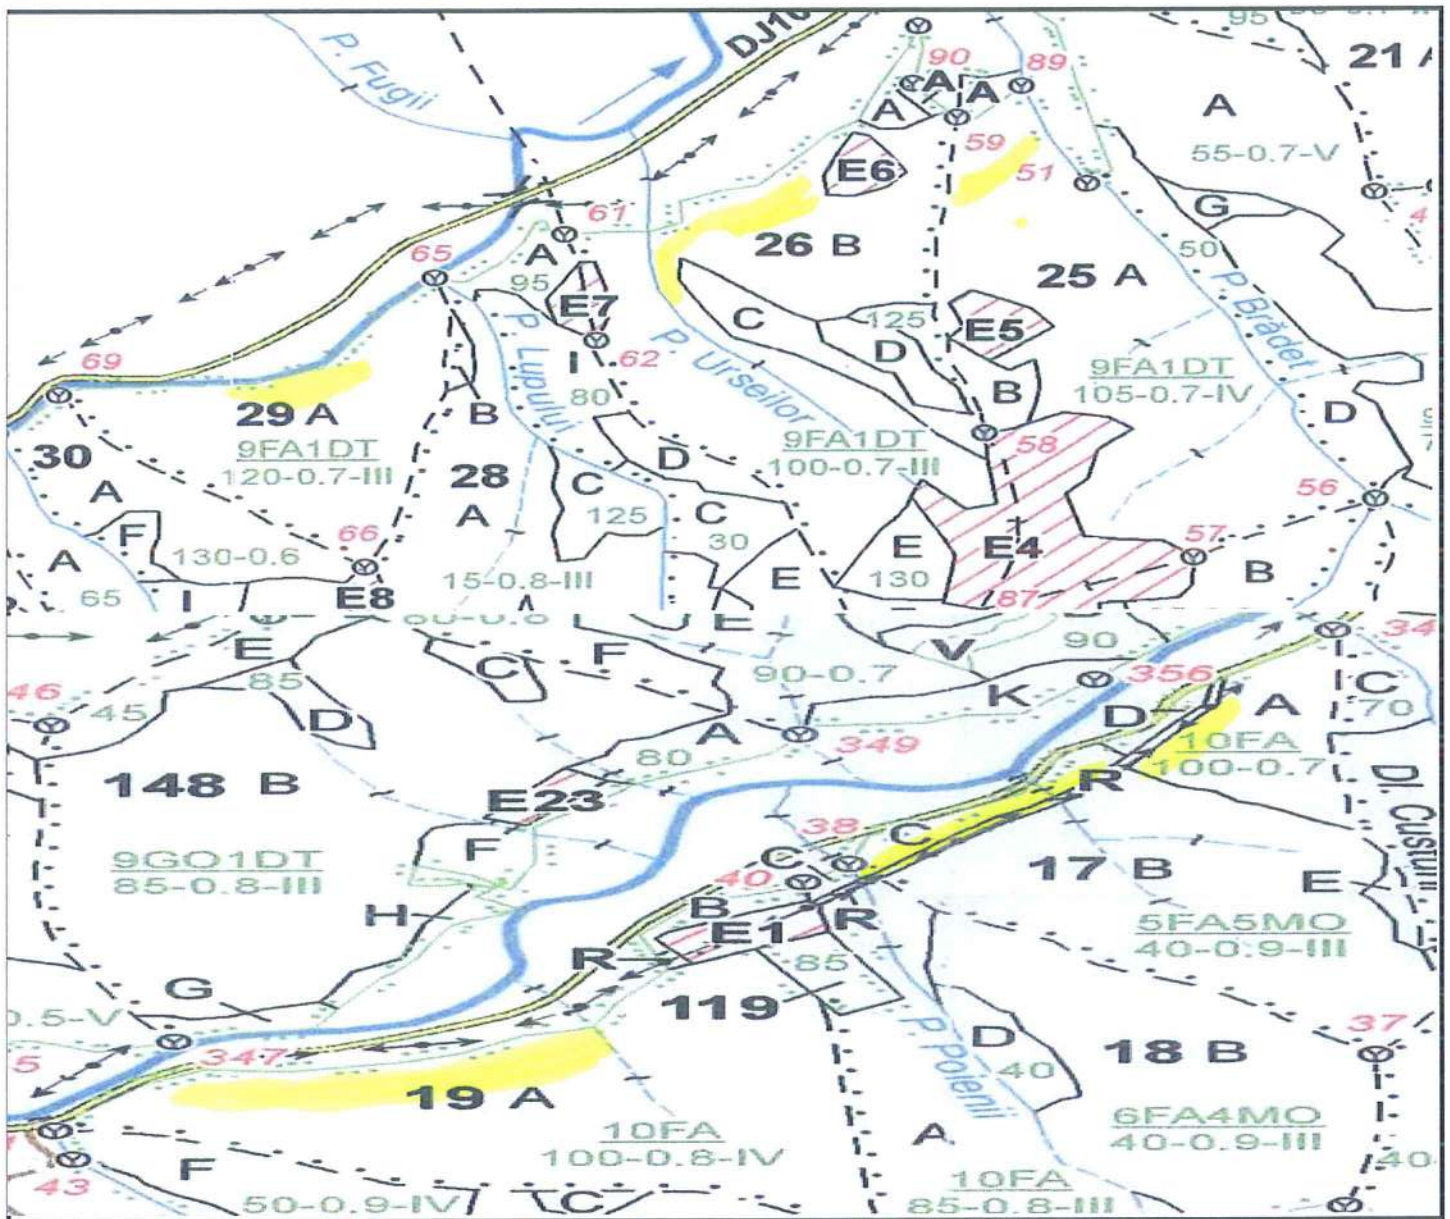 95
P. Fugii
DJ10
90
89
21 A
A
A
A
A
59
55-0.7-V
E6
51
G
61
26 B
50
65
A
95
25 A
E7
P. Lupului
P. Urseilor
C
125
E5
P. Brădet
69
I
62
D
80
B
9FA1DT
105-0.7-IV
D
29 A
B
9FA1DT
120-0.7-III
9FA1DT
100-0.7-III
58
30
28
D
A
A
C
C
56
F
66
125
30
E
E4
57
A
130-0.6
15-0.8-III
E
130
B
65
I
E8
87
E
E
F
V
90
85
C
90-0.7
356
34
46
45
D
K
C
A
D
A
70
349
80
10FA
100-0.7
148 B
E23
R
Dl. Custurii
38
C
F
C
17 B
9GO1DT
85-0.8-III
40
E
B
R
H
E1
5FA5MO
40-0.9-III
R
85
G
119
0.5-V
P. Poienii
D
37
5
347
18 B
40
19 A
6FA4MO
40-0.9-III
10FA
100-0.8-IV
A
F
40
43
10FA
85-0.8-III
50-0.9-IV
C